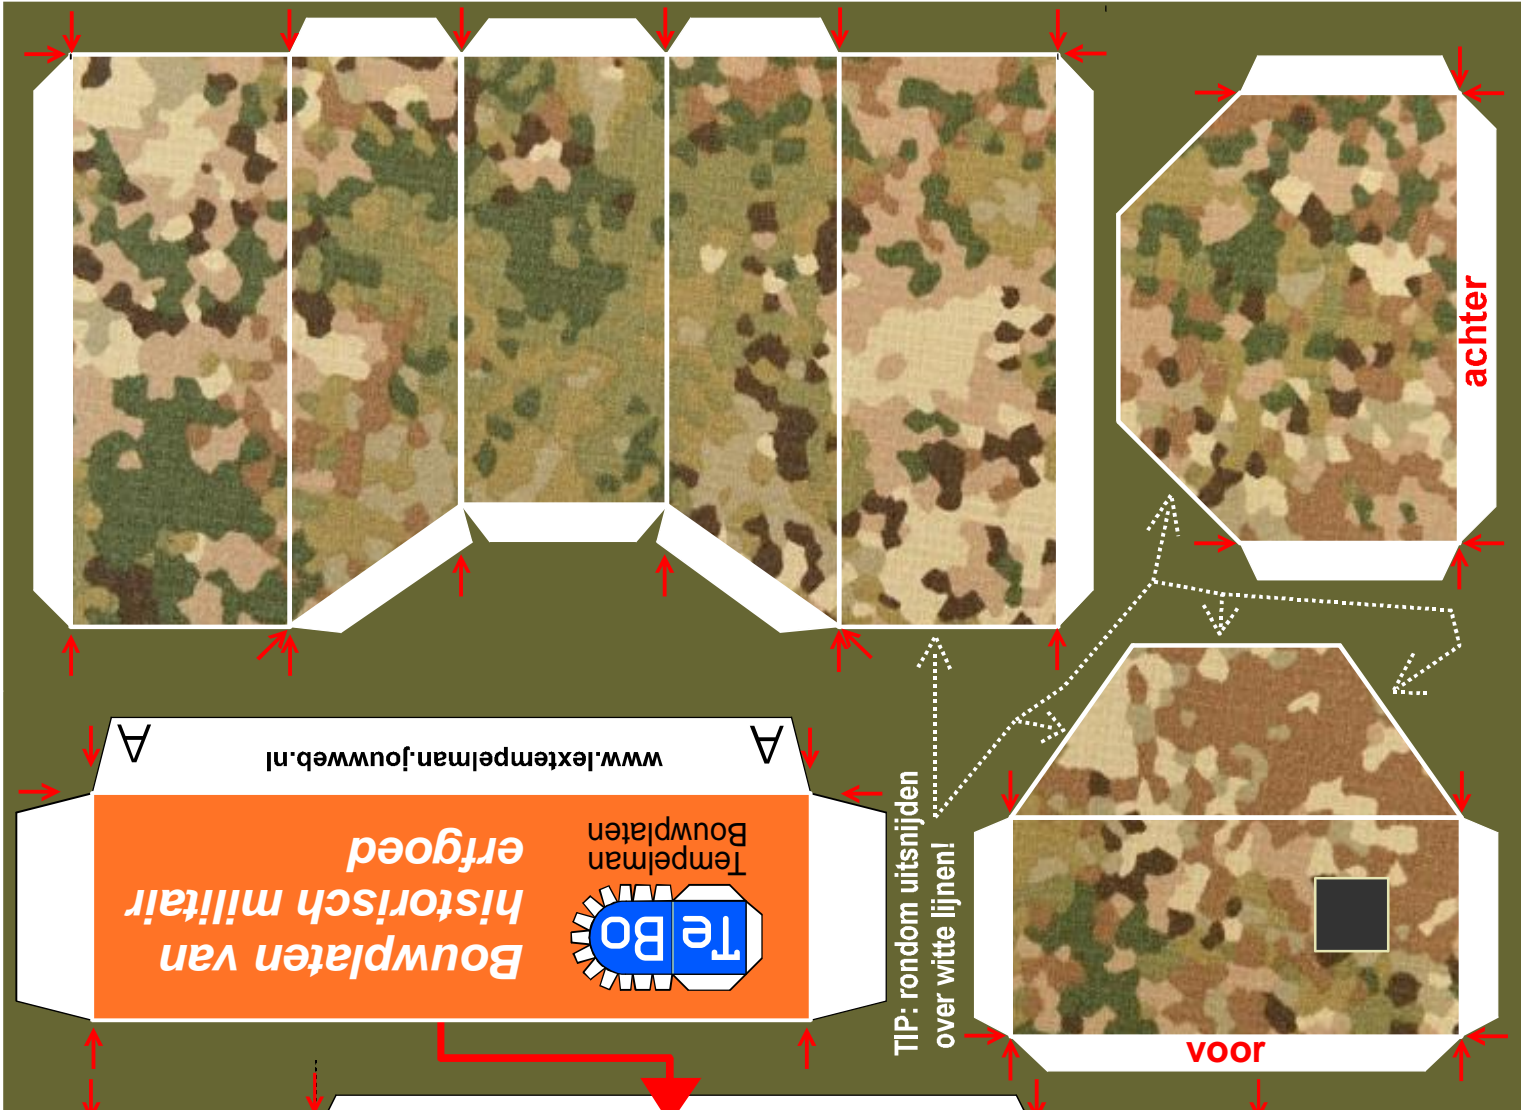 achter
TIP: rondom uitsnijden
over witte lijnen!
voor
A
www.lextempelman.jouwweb.nl
A
Bouwplaten van
historisch militair
erfgoed
Te Bo
Tempelman
Bouwplaten